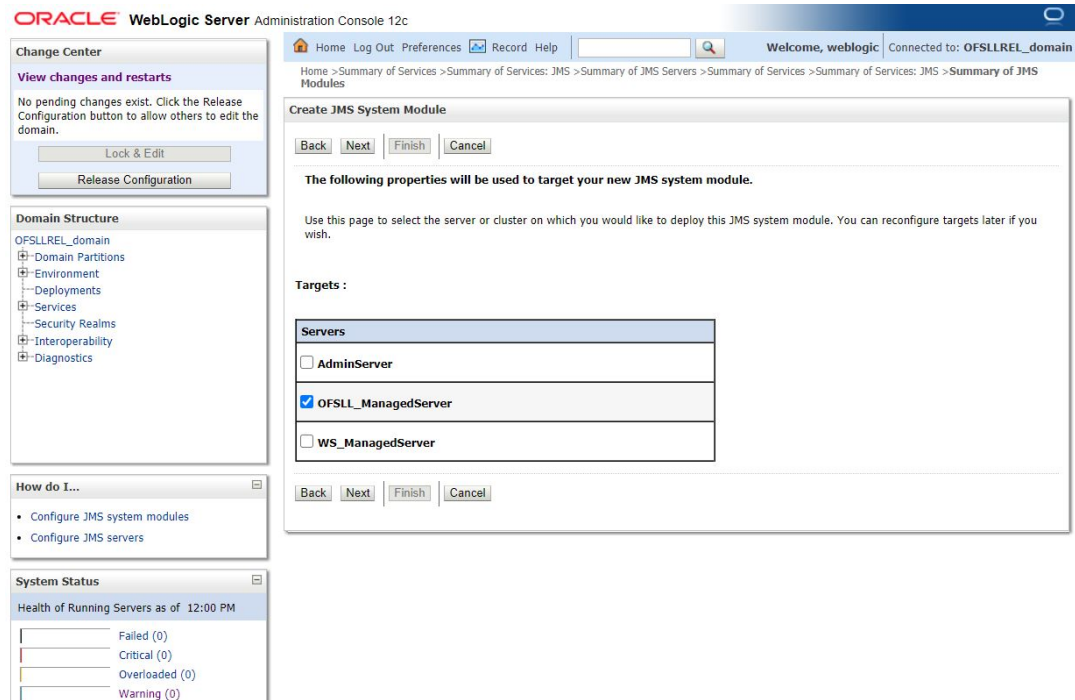 ORACLE WebLogic Server Administration Console 12c
Change Center
View changes and restarts
No pending changes exist. Click the Release
Configuration button to allow others to edit the
domain.
Lock & Edit
Release Configuration
Domain Structure
OFSLLREL_domain
Domain Partitions
Environment
Deployments
Services
Security Realms
Interoperability
Diagnostics
How do I...
Configure JMS system modules
Configure JMS servers
System Status
Health of Running Servers as of 12:00 PM
Failed (0)
Critical (0)
Overloaded (0)
Warning (0)
Home Log Out Preferences Record Help
Welcome, weblogic Connected to: OFSLLREL_domain
Home >Summary of Services >Summary of Services: JMS >Summary of JMS Servers >Summary of Services >Summary of Services: JMS >Summary of JMS
Modules
Create JMS System Module
Back Next Finish Cancel
The following properties will be used to target your new JMS system module.
Use this page to select the server or cluster on which you would like to deploy this JMS system module. You can reconfigure targets later if you
wish.
Targets :
Servers
AdminServer
OFSLL_ManagedServer
WS_ManagedServer
Back Next Finish Cancel